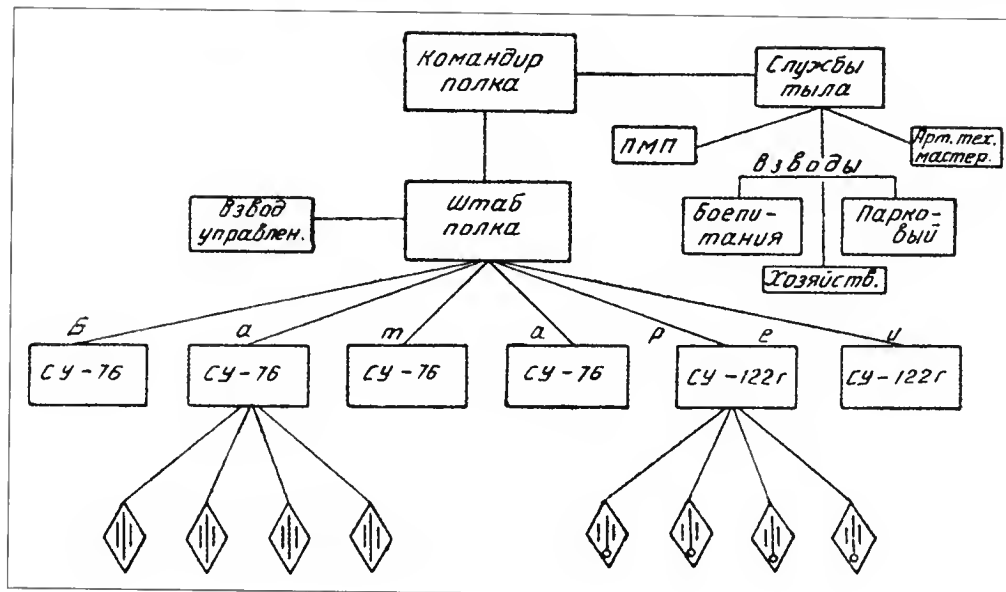 Командир
полка
Службы
тыла
ПМП
Арт. тех.
мастер.
Взводы
Штаб
полка
Взвод
управлен.
Боепи-
тания
Парко-
вый
Хозяйств.
Б а т а р е и
СУ-76
СУ-76
СУ-76
СУ-76
СУ-122г
СУ-122г